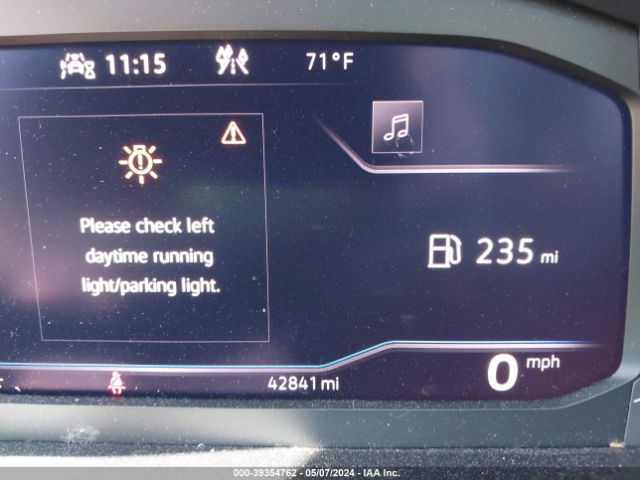 11:15
71°F
Please check left
daytime running
light/parking light.
235 mi
42841 mi
0 mph
000-39354762 - 05/07/2024 - IAA Inc.